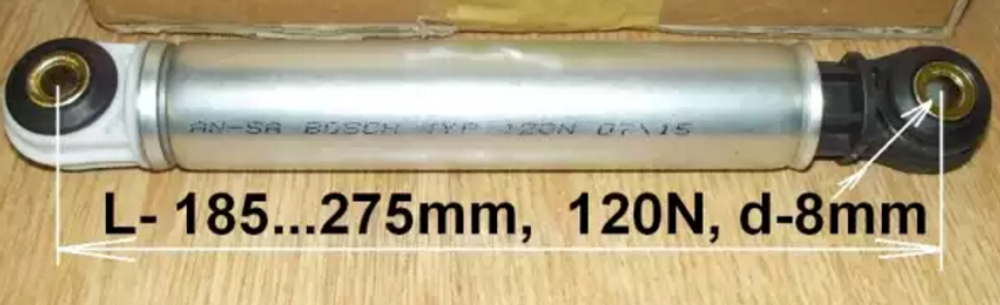 AN-SA BOSCH TYP 120N 07\15
L- 185...275mm, 120N, d-8mm